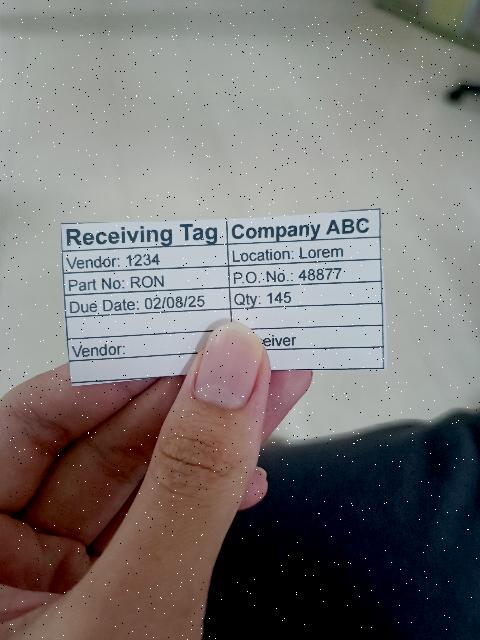 Receiving Tag Company ABC
Vendor: 1234 Location: Lorem
Part No: RON P.O. No.: 48877
Due Date: 02/08/25 Qty: 145
Vendor: eiver